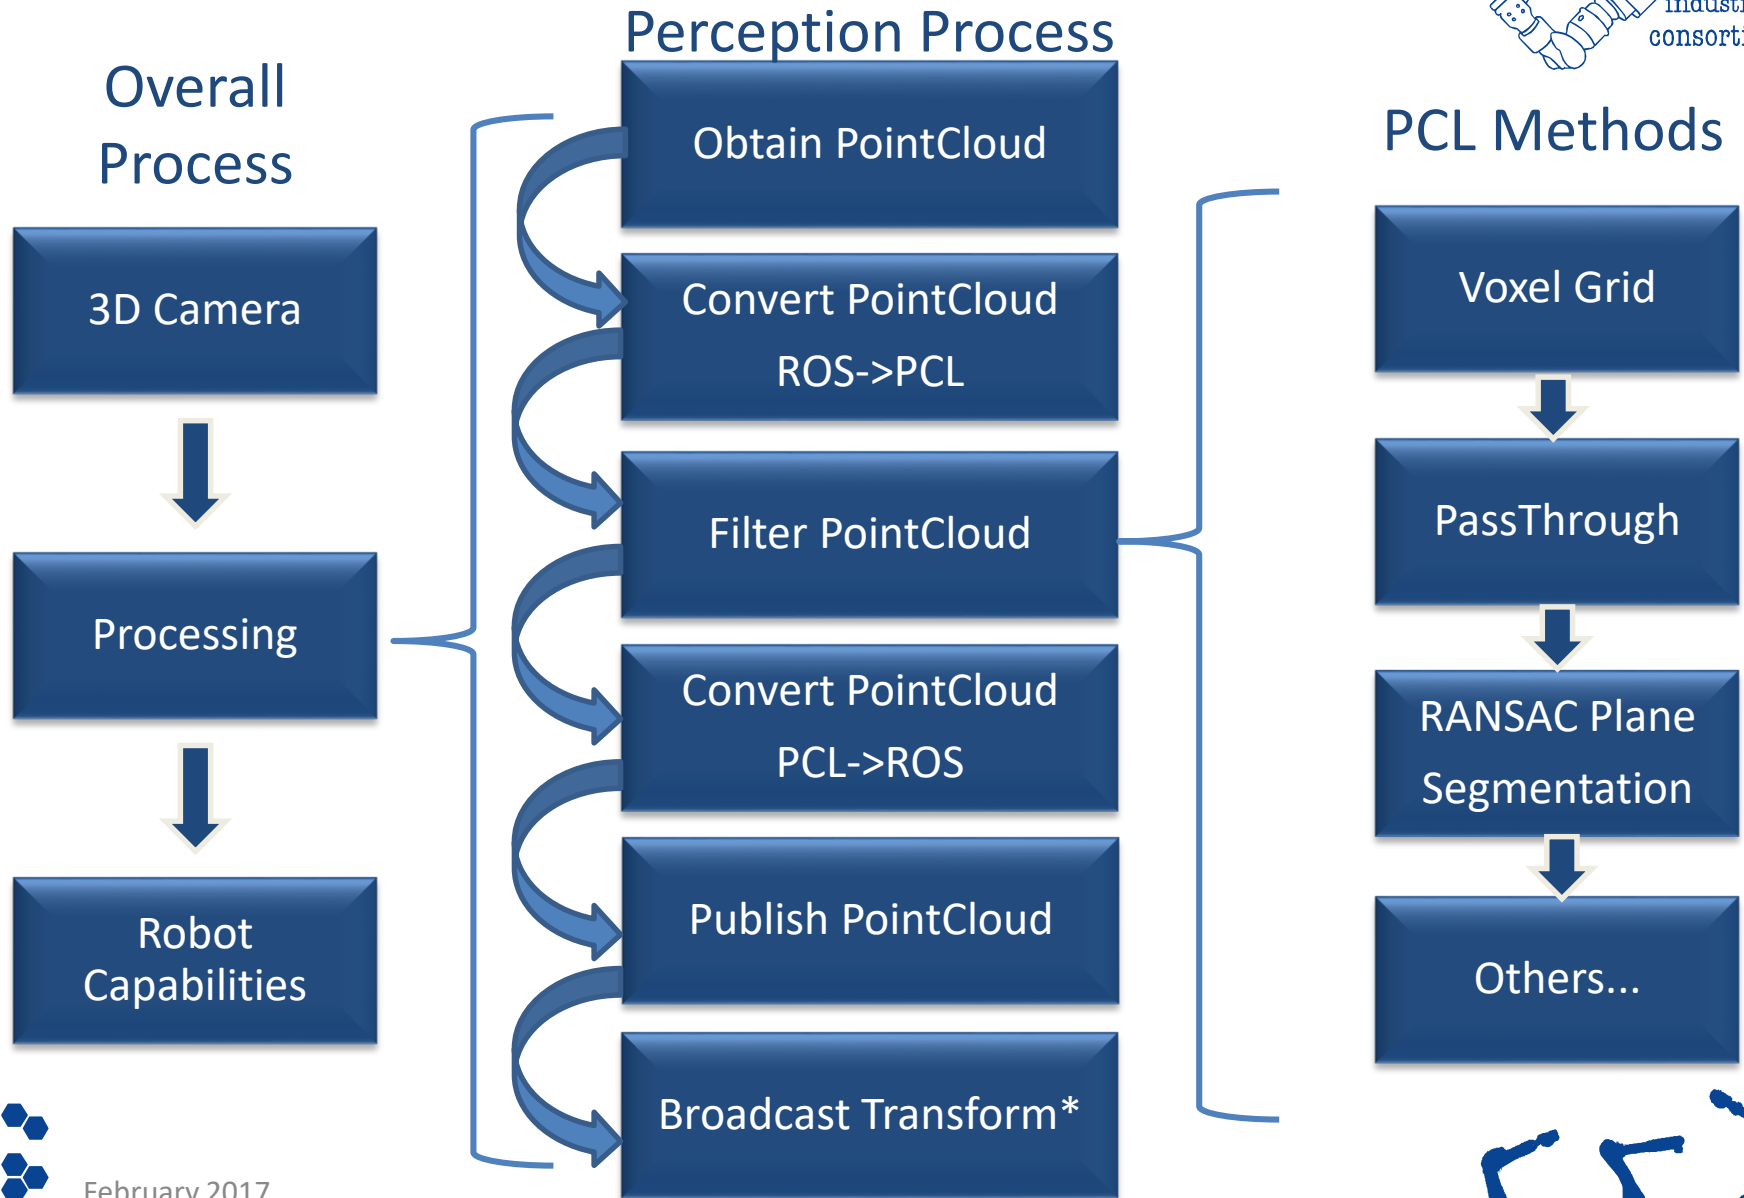 Overall
Process
3D Camera
Processing
Robot
Capabilities
February 2017
Perception Process
Obtain PointCloud
Convert PointCloud
ROS->PCL
Filter PointCloud
Convert PointCloud
PCL->ROS
Publish PointCloud
Broadcast Transform*
PCL Methods
Voxel Grid
PassThrough
RANSAC Plane
Segmentation
Others...